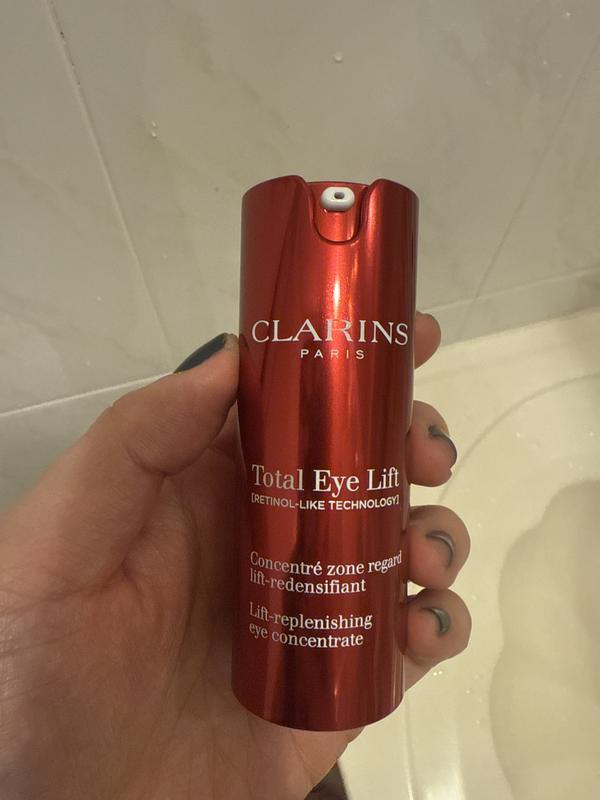 CLARINS
PARIS
Total Eye Lift
[RETINOL-LIKE TECHNOLOGY]
Concentré zone regard
lift-redensifiant
Lift-replenishing
eye concentrate